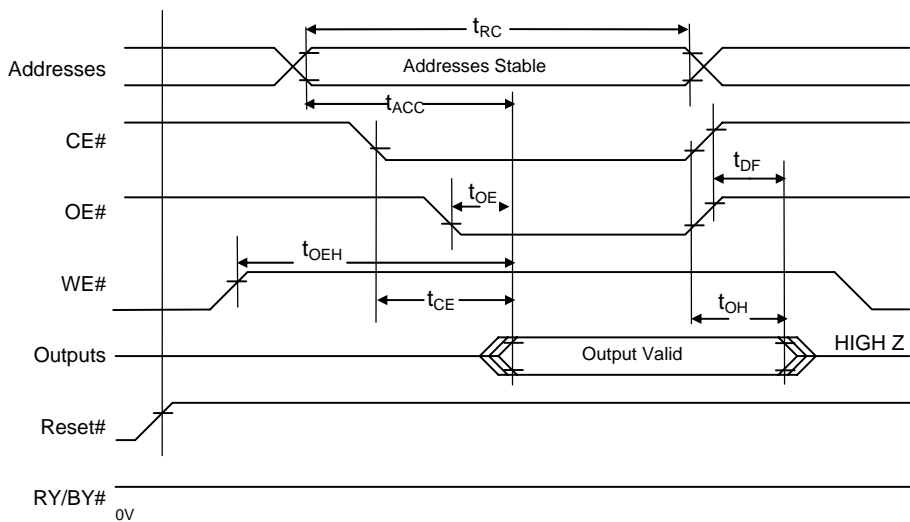 tRC
Addresses
Addresses Stable
tACC
CE#
tDF
OE#
tOE
tOEH
WE#
tCE
tOH
Outputs
Output Valid
HIGH Z
Reset#
RY/BY#
0V